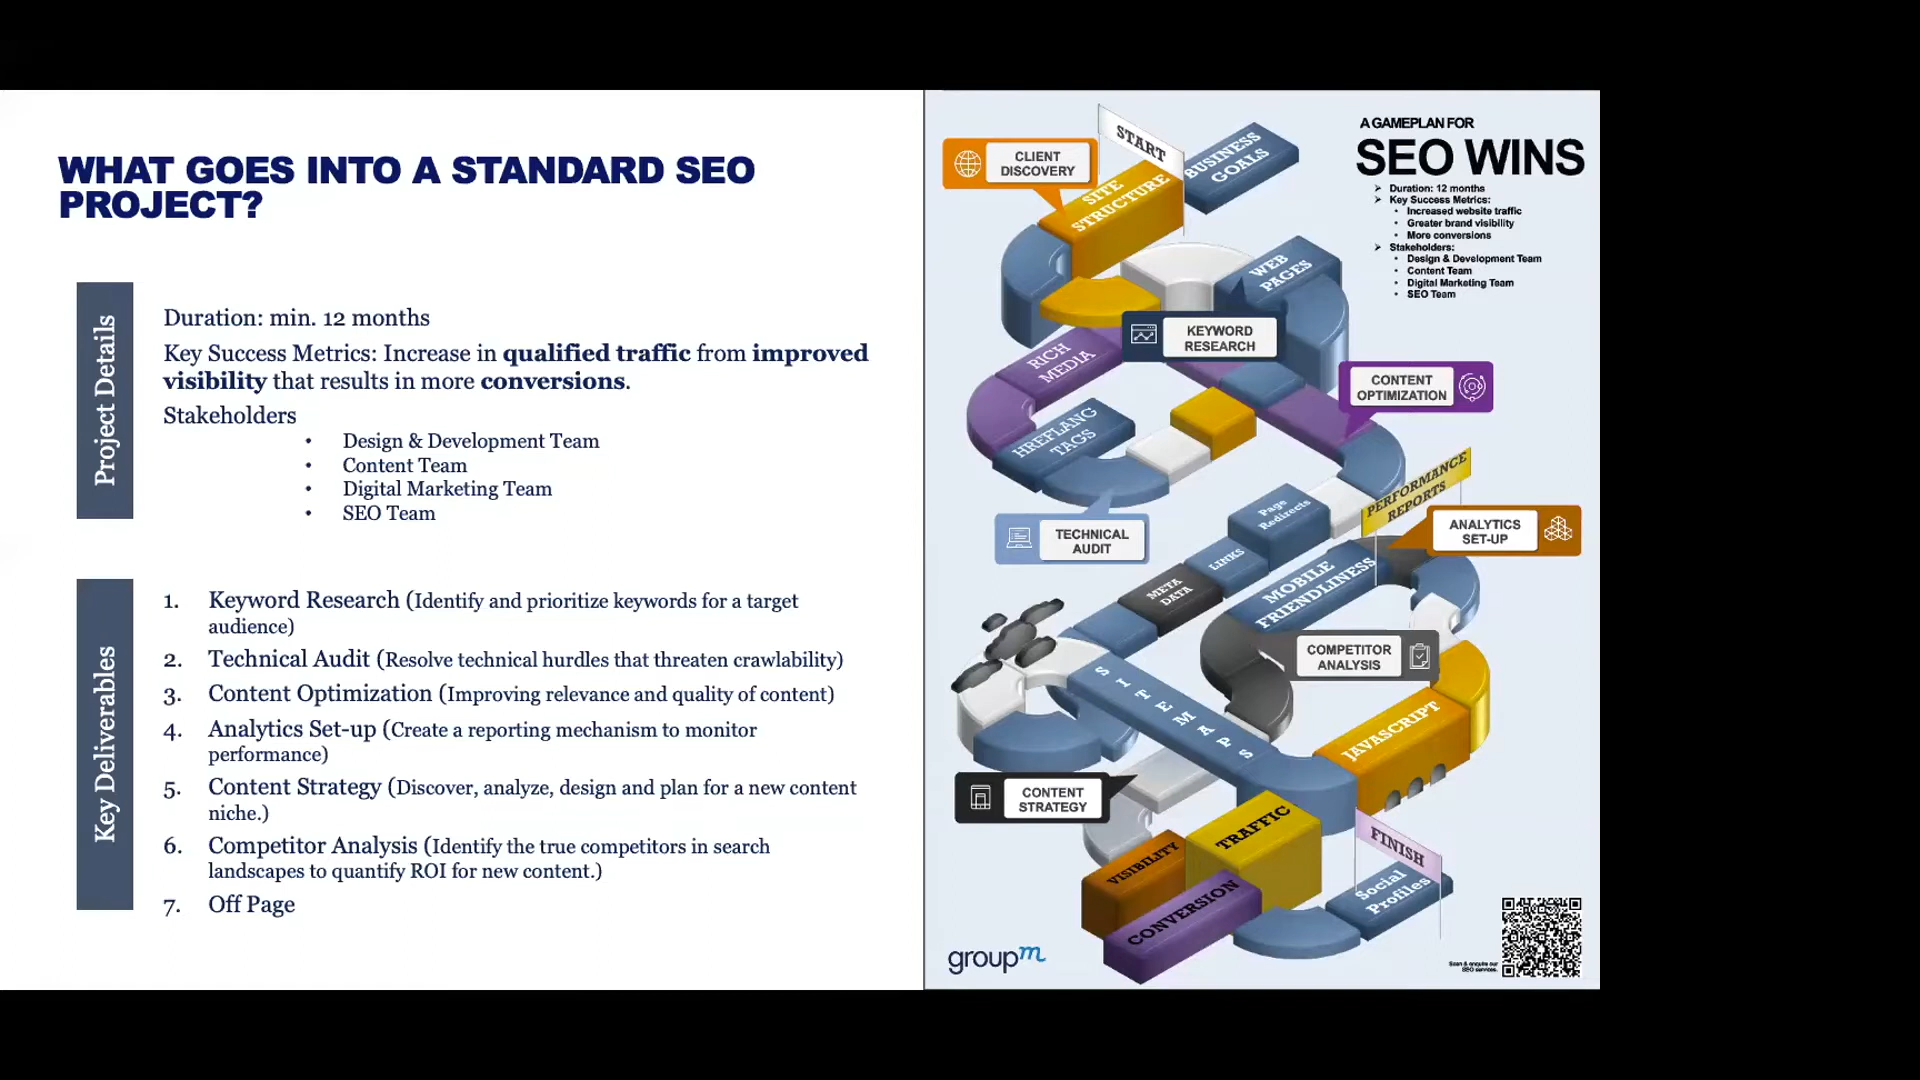 WHAT GOES INTO A STANDARD SEO
PROJECT?
Project Details
Duration: min. 12 months
Key Success Metrics: Increase in qualified traffic from improved
visibility that results in more conversions.
Stakeholders
• Design & Development Team
• Content Team
• Digital Marketing Team
• SEO Team
Key Deliverables
1. Keyword Research (Identify and prioritize keywords for a target
audience)
2. Technical Audit (Resolve technical hurdles that threaten crawlability)
3. Content Optimization (Improving relevance and quality of content)
4. Analytics Set-up (Create a reporting mechanism to monitor
performance)
5. Content Strategy (Discover, analyze, design and plan for a new content
niche.)
6. Competitor Analysis (Identify the true competitors in search
landscapes to quantify ROI for new content.)
7. Off Page
A GAMEPLAN FOR
SEO WINS
➢ Duration: 12 months
➢ Key Success Metrics:
• Increased website traffic
• Greater brand visibility
• More conversions
➢ Stakeholders:
• Design & Development Team
• Content Team
• Digital Marketing Team
• SEO Team
START
BUSINESS
GOALS
CLIENT
DISCOVERY
SITE
STRUCTURE
WEB
PAGES
KEYWORD
RESEARCH
RICH
MEDIA
CONTENT
OPTIMIZATION
HREFLANG
TAGS
TECHNICAL
AUDIT
Page
Redirects
PERFORMANCE
REPORTS
ANALYTICS
SET-UP
LINKS
META
DATA
MOBILE
FRIENDLINESS
COMPETITOR
ANALYSIS
SITEMAPS
JAVASCRIPT
CONTENT
STRATEGY
TRAFFIC
VISIBILITY
CONVERSION
FINISH
Social
Profiles
groupm
Scan & enquire our
SEO services.